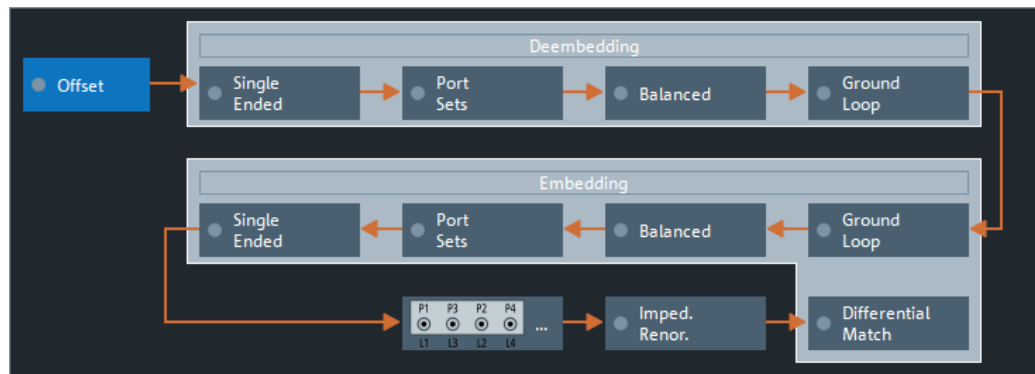 Deembedding
Offset
Single
Ended
Port
Sets
Balanced
Ground
Loop
Embedding
Single
Ended
Port
Sets
Balanced
Ground
Loop
P1 P3 P2 P4
...
L1 L3 L2 L4
Imped.
Renor.
Differential
Match